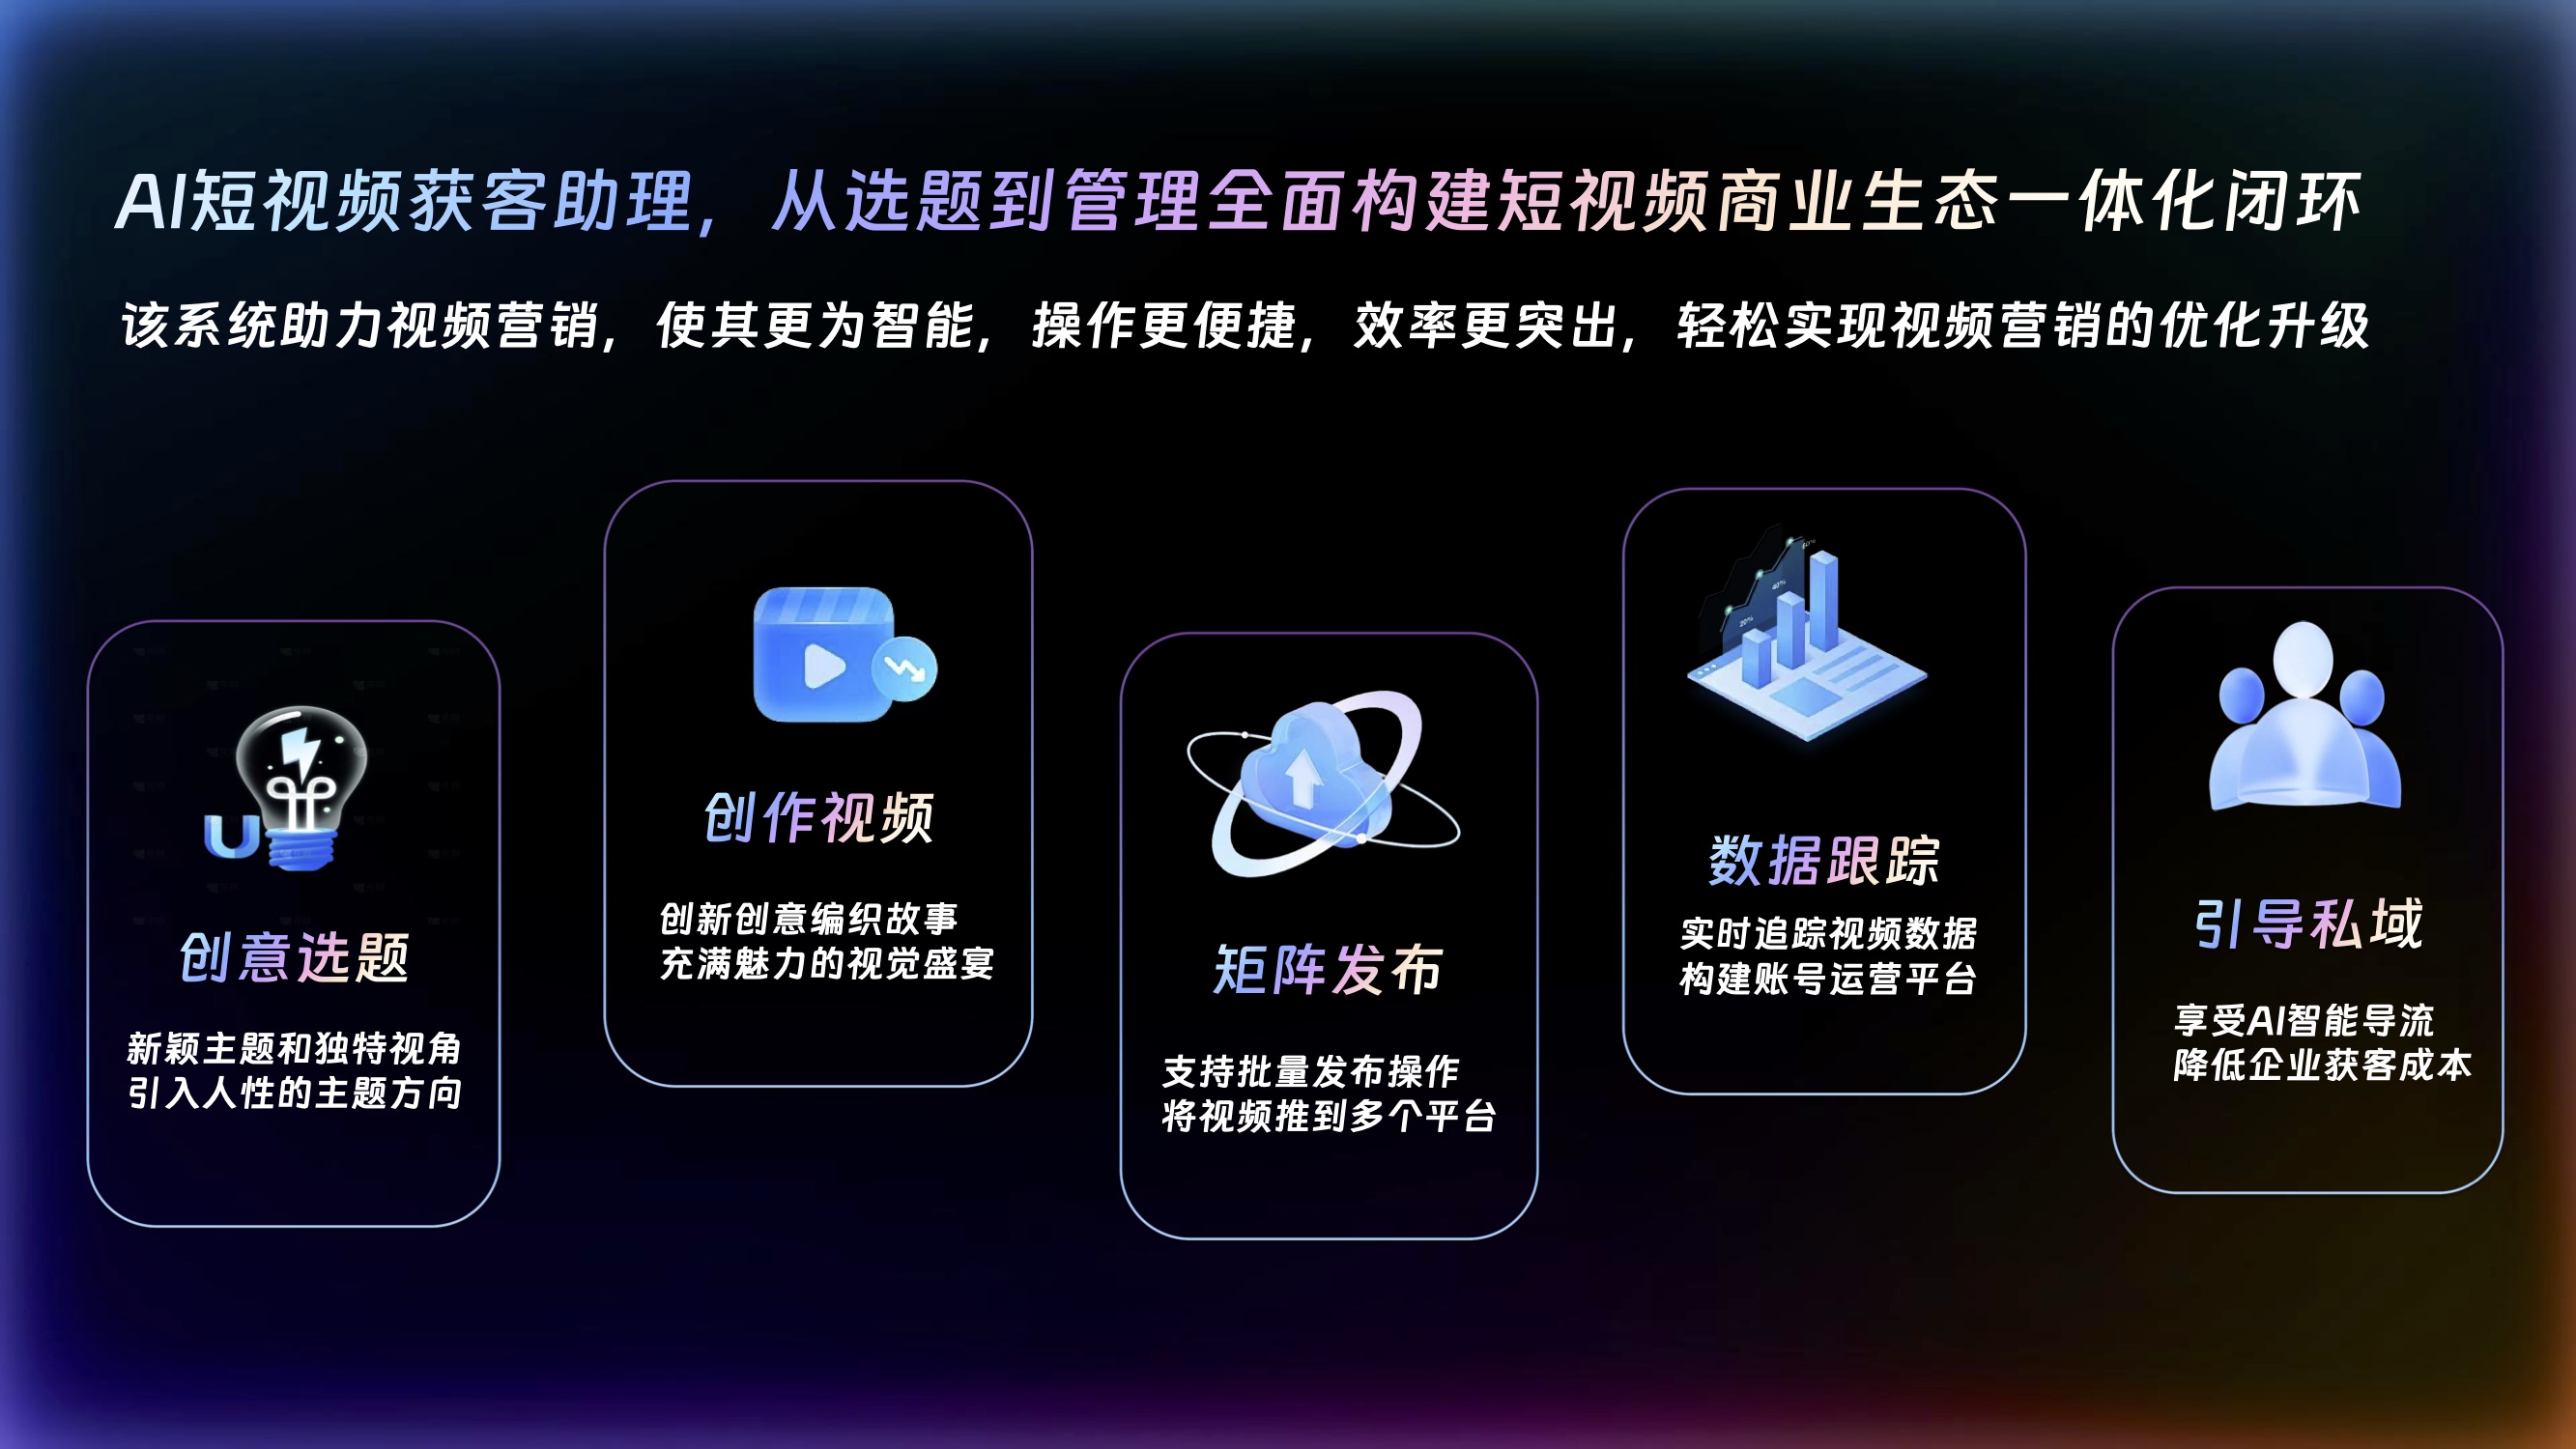 AI短视频获客助理，从选题到管理全面构建短视频商业生态一体化闭环
该系统助力视频营销，使其更为智能，操作更便捷，效率更突出，轻松实现视频营销的优化升级
创意选题
新颖主题和独特视角
引入人性的主题方向
创作视频
创新创意编织故事
充满魅力的视觉盛宴
矩阵发布
支持批量发布操作
将视频推到多个平台
20%
40%
60%
数据跟踪
实时追踪视频数据
构建账号运营平台
引导私域
享受AI智能导流
降低企业获客成本